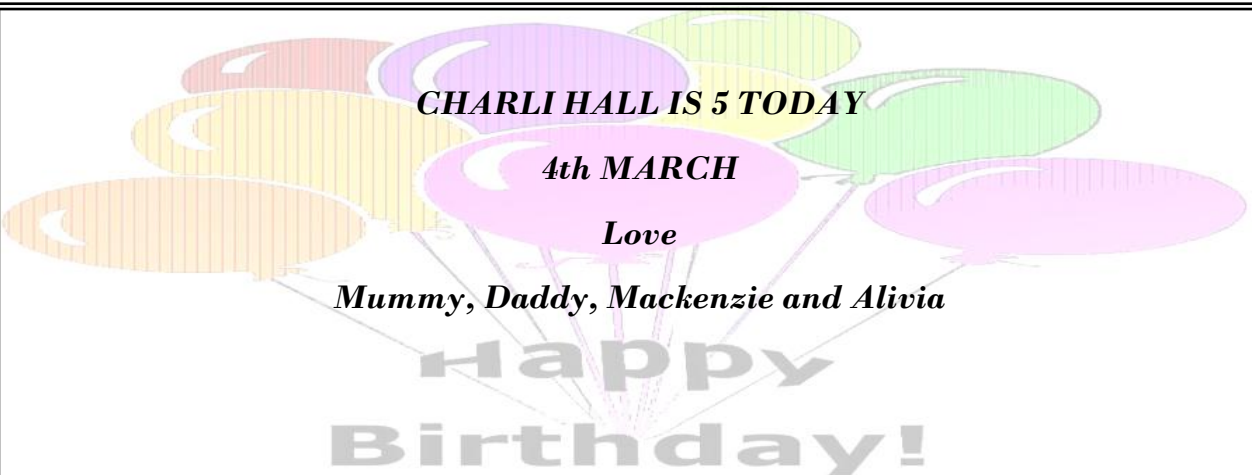 CHARLI HALL IS 5 TODAY
4th MARCH
Love
Mummy, Daddy, Mackenzie and Alivia
Happy
Birthday!